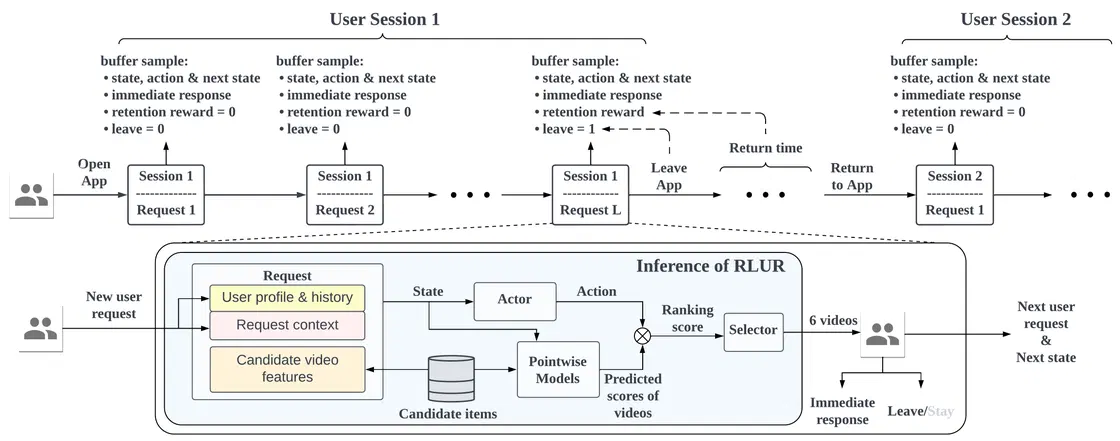 User Session 1
User Session 2
buffer sample:
• state, action & next state
• immediate response
• retention reward = 0
• leave = 0
buffer sample:
• state, action & next state
• immediate response
• retention reward = 0
• leave = 0
buffer sample:
• state, action & next state
• immediate response
• retention reward
• leave = 1
buffer sample:
• state, action & next state
• immediate response
• retention reward = 0
• leave = 0
Open
App
Session 1
Request 1
Session 1
Request 2
• • •
Session 1
Request L
Leave
App
Return time
• • •
Return
to App
Session 2
Request 1
• • •
Inference of RLUR
New user
request
Request
User profile & history
Request context
Candidate video
features
State
Actor
Action
Candidate items
Pointwise
Models
Predicted
scores of
videos
Ranking
score
Selector
6 videos
Immediate
response
Leave/Stay
Next user
request
&
Next state